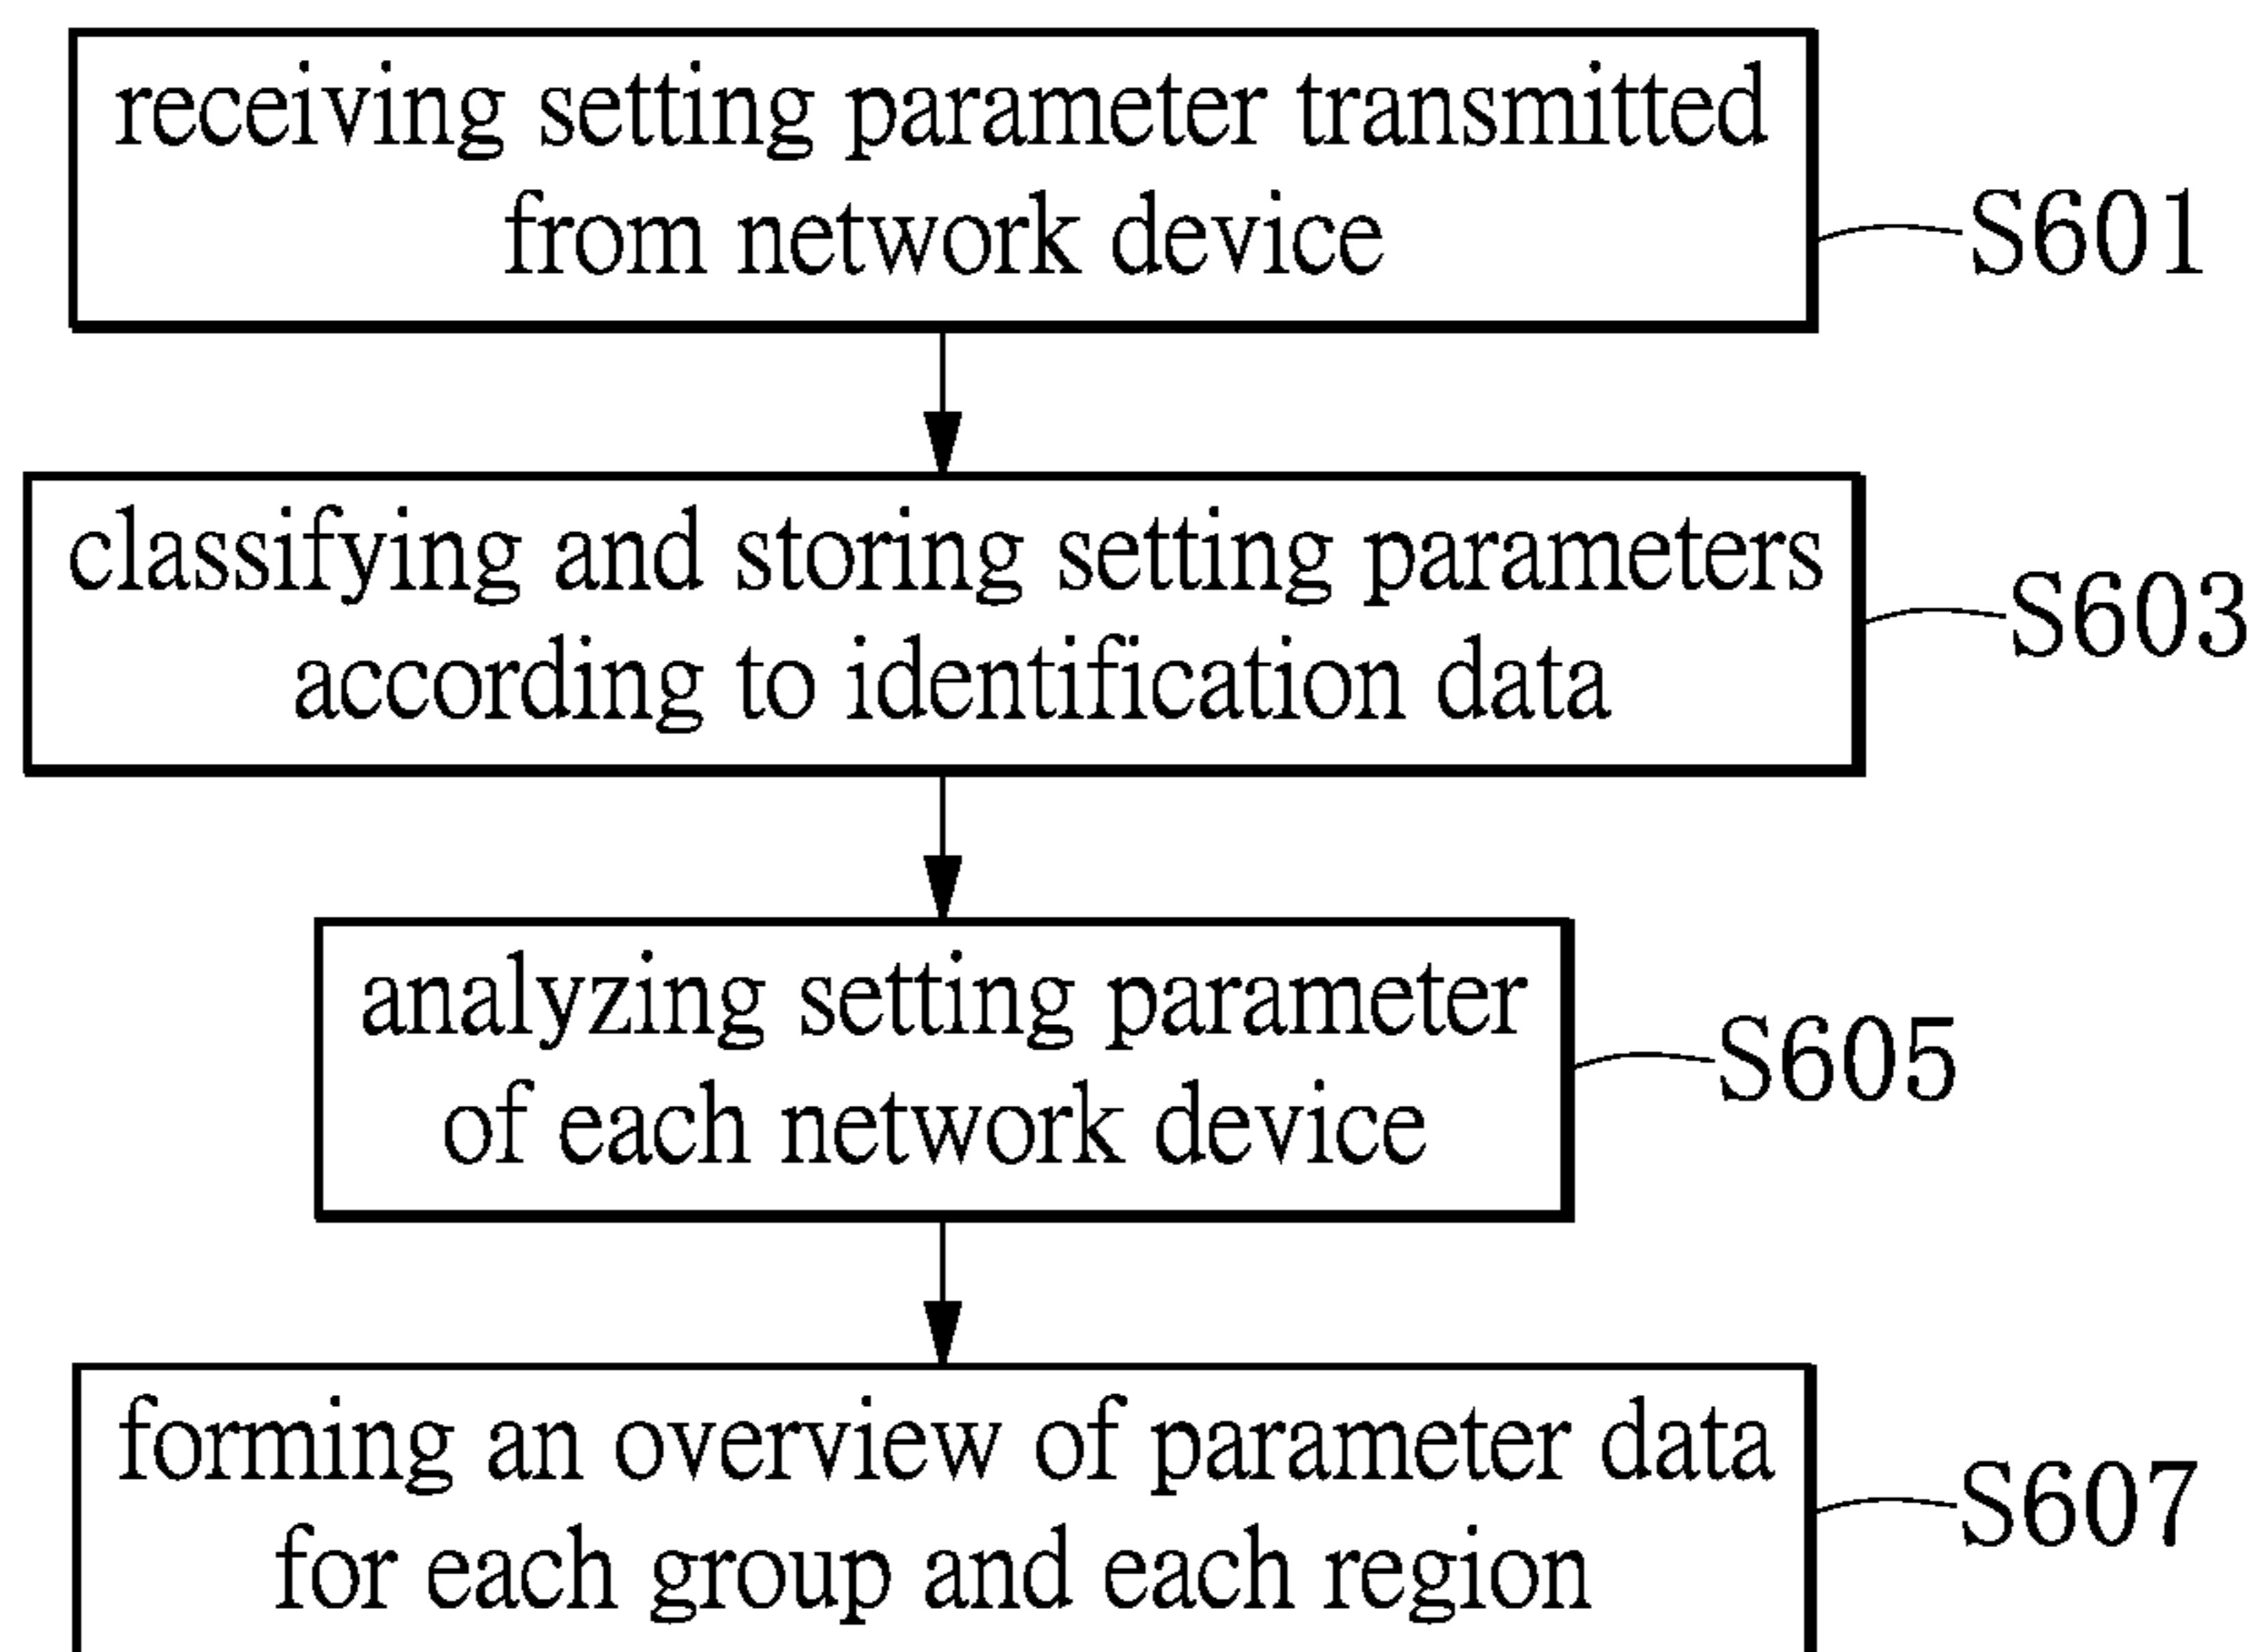 receiving setting parameter transmitted
from network device
S601
classifying and storing setting parameters
according to identification data
S603
analyzing setting parameter
of each network device
S605
forming an overview of parameter data
for each group and each region
S607